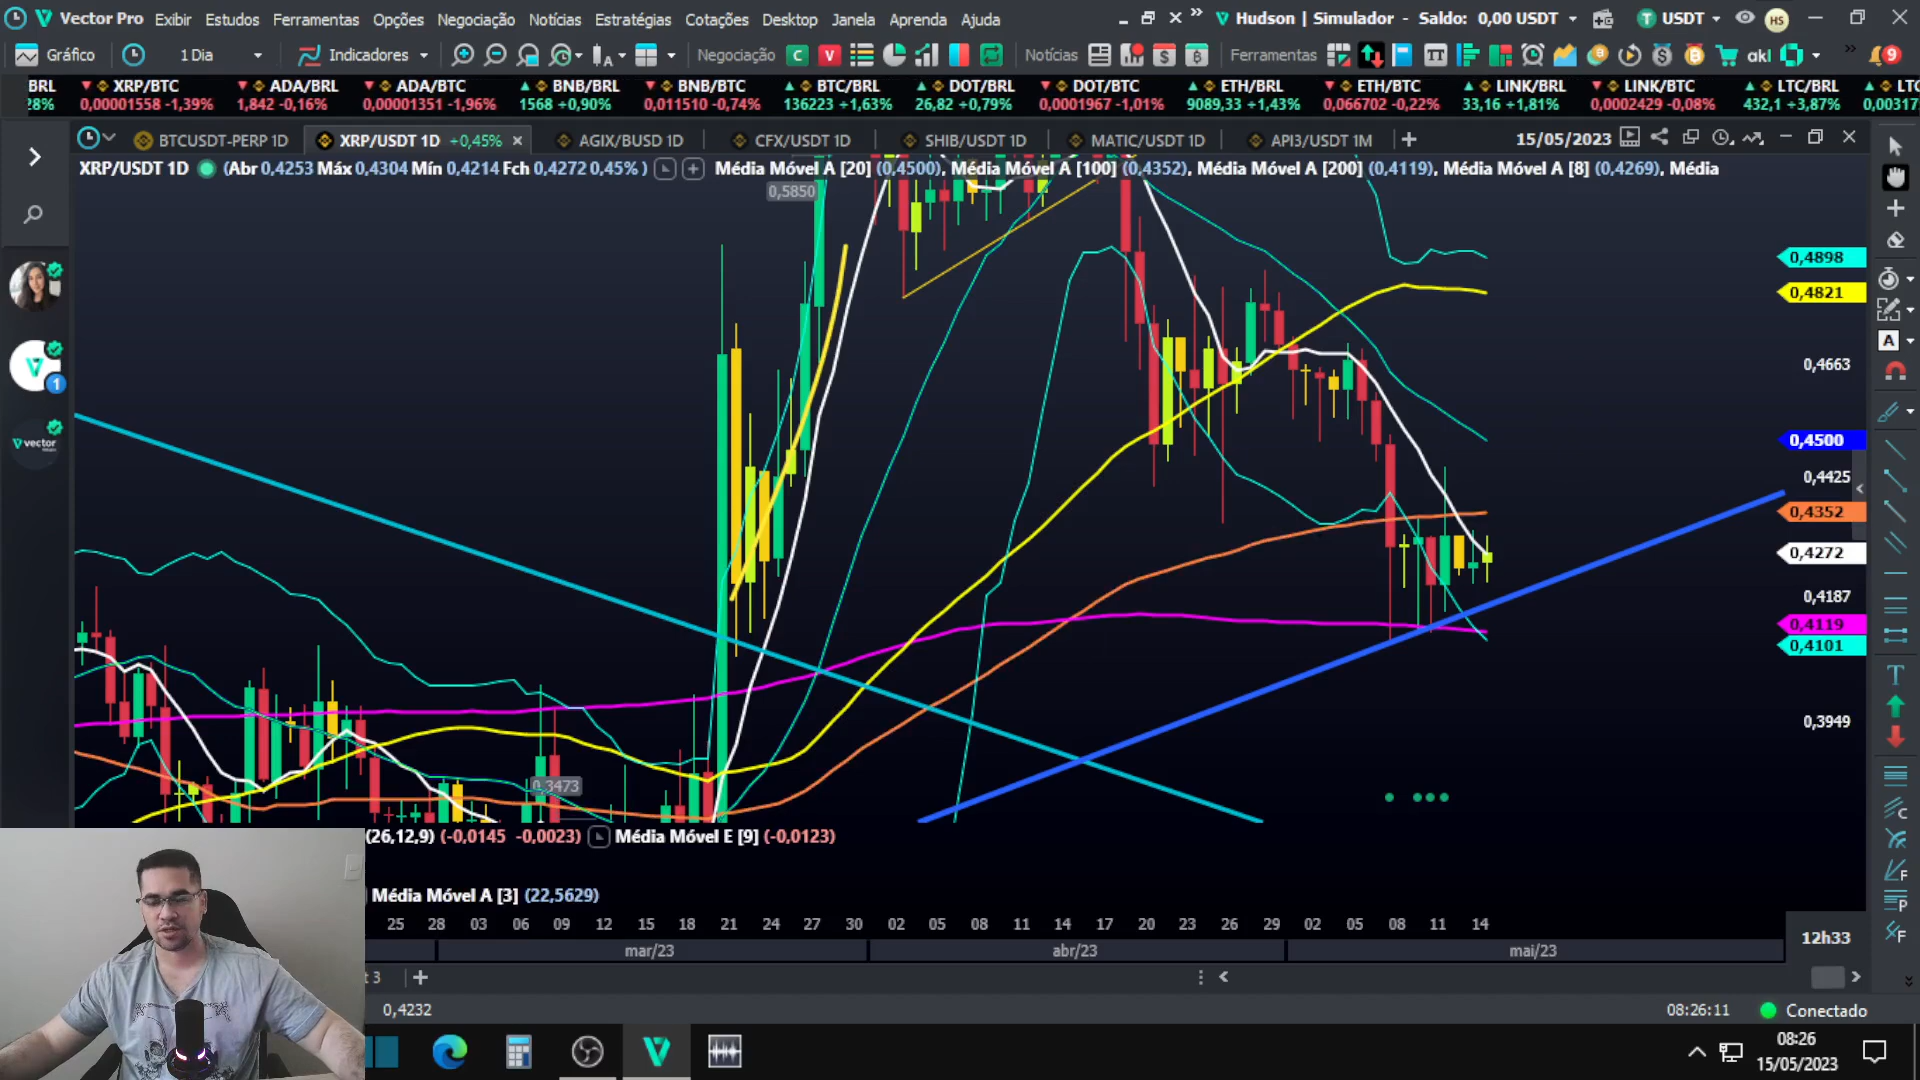 Vector Pro Exibir Estudos Ferramentas Opções Negociação Notícias Estratégias Cotações Desktop Janela Aprenda Ajuda » Hudson | Simulador - Saldo: 0,00 USDT T USDT HS
Gráfico 1 Dia Indicadores Negociação C V Notícias Ferramentas TT akl » 9
BRL XRP/BTC ADA/BRL ADA/BTC BNB/BRL BNB/BTC BTC/BRL DOT/BRL DOT/BTC ETH/BRL ETH/BTC LINK/BRL LINK/BTC LTC/BRL LTC
28% 0,00001558 -1,39% 1,842 -0,16% 0,00001351 -1,96% 1568 +0,90% 0,011510 -0,74% 136223 +1,63% 26,82 +0,79% 0,0001967 -1,01% 9089,33 +1,43% 0,066702 -0,22% 33,16 +1,81% 0,0002429 -0,08% 432,1 +3,87% 0,00317
BTCUSDT-PERP 1D XRP/USDT 1D +0,45% × AGIX/BUSD 1D CFX/USDT 1D SHIB/USDT 1D MATIC/USDT 1D API3/USDT 1M + 15/05/2023
XRP/USDT 1D (Abr 0,4253 Máx 0,4304 Mín 0,4214 Fch 0,4272 0,45% ) Média Móvel A [20] (0,4500), Média Móvel A [100] (0,4352), Média Móvel A [200] (0,4119), Média Móvel A [8] (0,4269), Média
0,5850
0,4898
0,4821
A
0,4663
vector
0,4500
0,4425
0,4352
0,4272
0,4187
0,4119
0,4101
T
0,3949
0,3473
1
C
F
P
F
(26,12,9) (-0,0145 -0,0023) Média Móvel E [9] (-0,0123)
Média Móvel A [3] (22,5629)
25 28 03 06 09 12 15 18 21 24 27 30 02 05 08 11 14 17 20 23 26 29 02 05 08 11 14
12h33
mar/23 abr/23 mai/23
t 3 +
0,4232 08:26:11 Conectado
08:26
15/05/2023